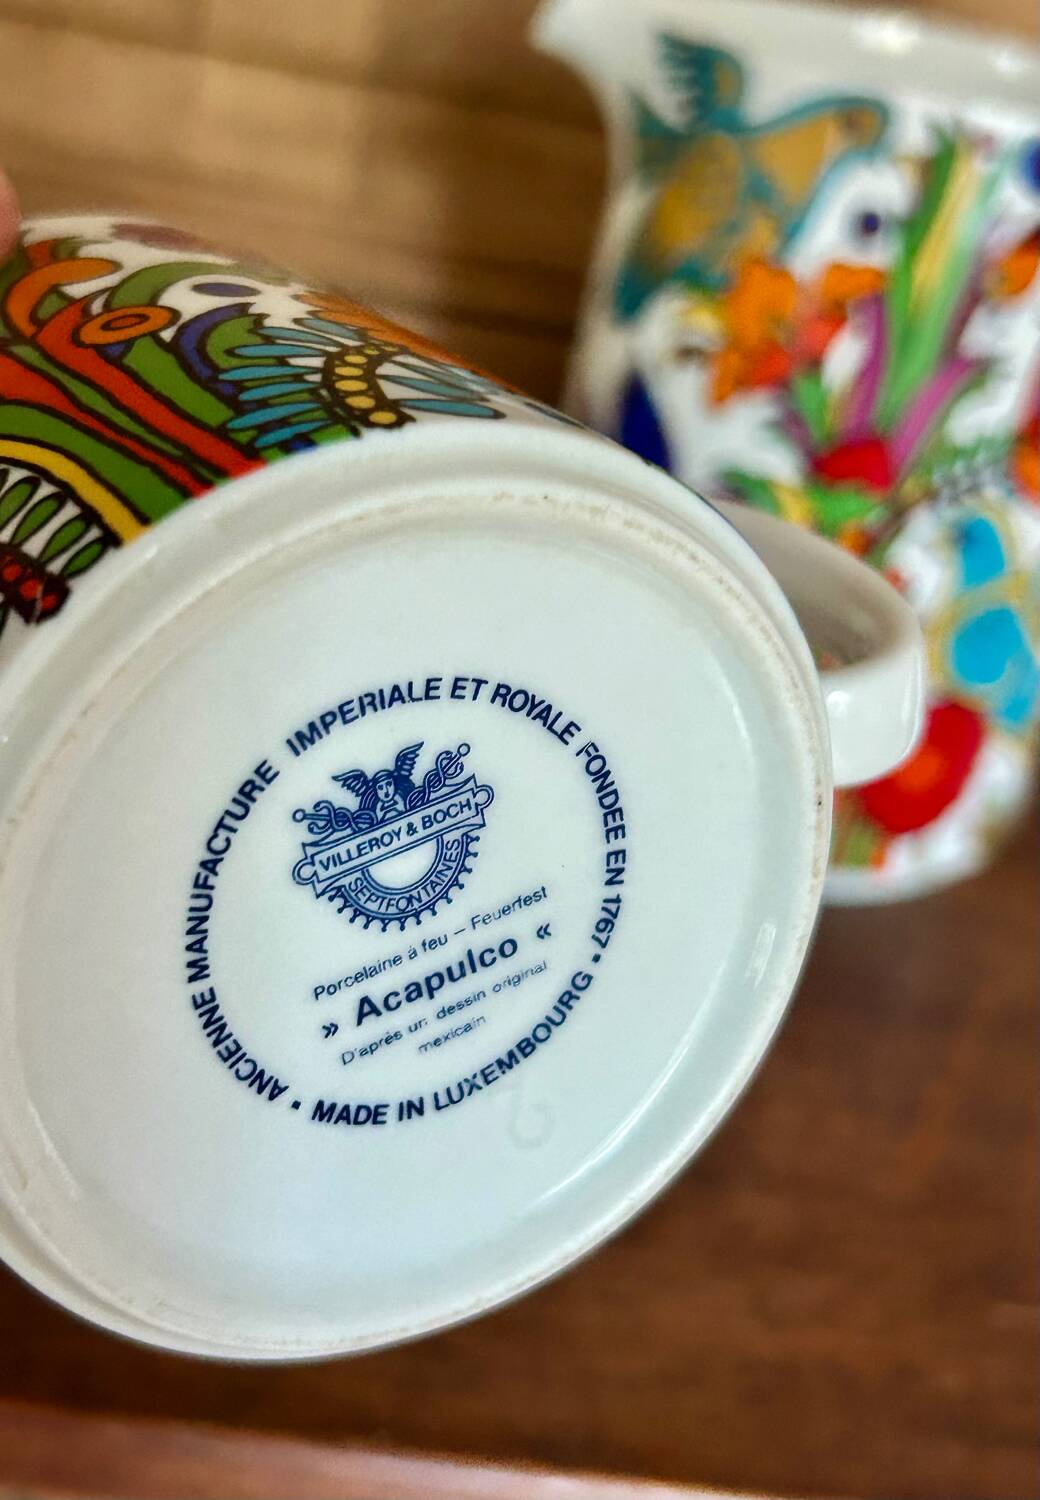 ANCIENNE MANUFACTURE IMPERIALE ET ROYALE FONDEE EN 1767 • MADE IN LUXEMBOURG •
VILLEROY & BOCH
SEPTFONTAINES
Porcelaine à feu – Feuerfest
» Acapulco «
D'après un dessin original
mexicain